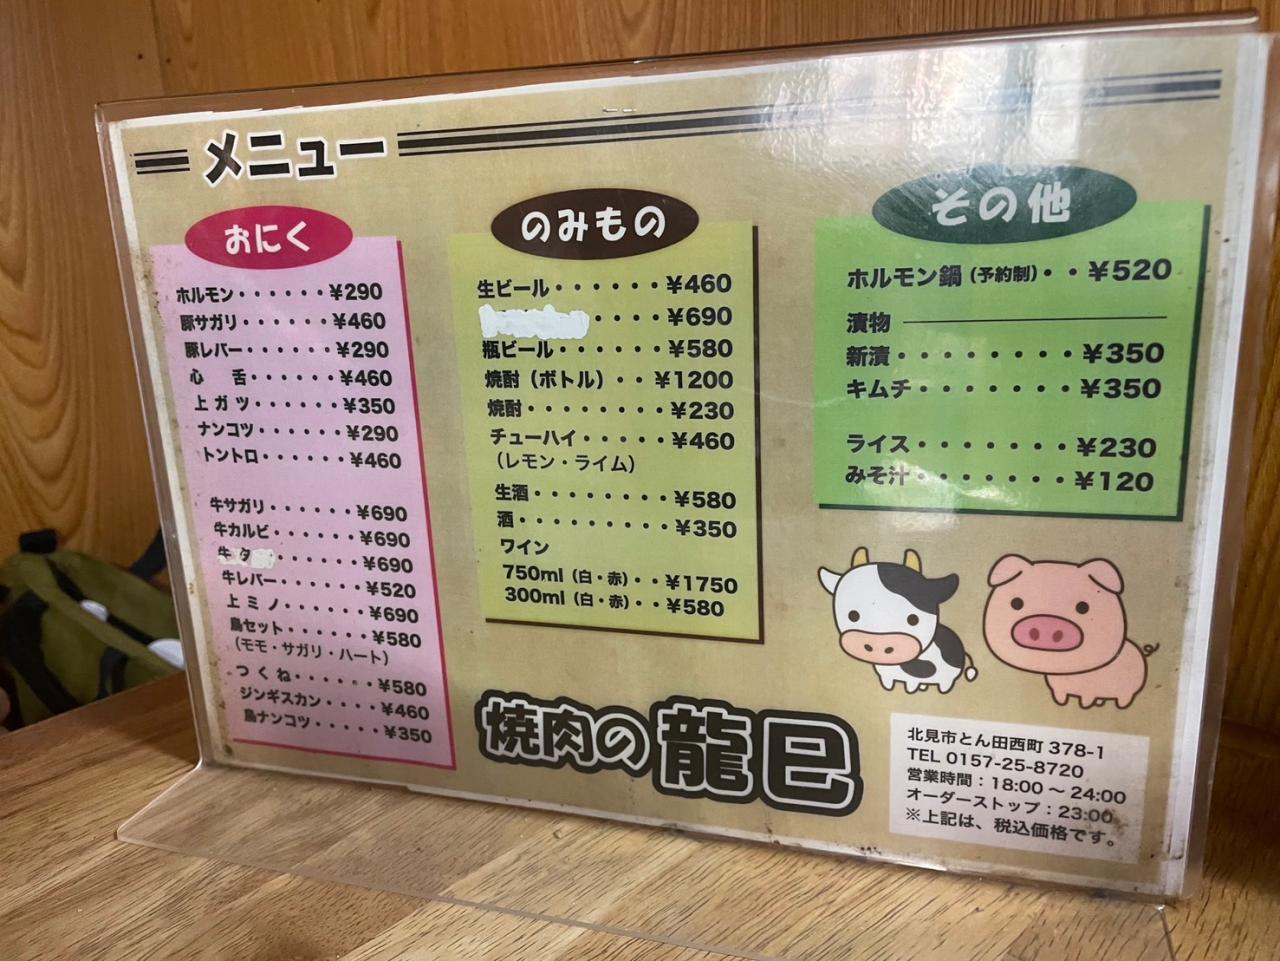 メニュー
おにく
ホルモン・・・・・・¥290
豚サガリ・・・・・・¥460
豚レバー・・・・・・¥290
心　舌・・・・・・¥460
上ガツ・・・・・・¥350
ナンコツ・・・・・・¥290
トントロ・・・・・・¥460
牛サガリ・・・・・・¥690
牛カルビ・・・・・・¥690
牛タ・・・・・・¥690
牛レバー・・・・・・¥520
上ミノ・・・・・・¥690
鳥セット・・・・・・¥580
(モモ・サガリ・ハート)
つくね・・・・・・¥580
ジンギスカン・・・・¥460
鳥ナンコツ・・・・・¥350
のみもの
生ビール・・・・・・¥460
・・・・¥690
瓶ビール・・・・・・¥580
焼酎（ボトル）・・¥1200
焼酎・・・・・・・・¥230
チューハイ・・・・・¥460
（レモン・ライム）
生酒・・・・・・・・¥580
酒・・・・・・・・・¥350
ワイン
750ml（白・赤）・・¥1750
300ml（白・赤）・・¥580
その他
ホルモン鍋（予約制）・・¥520
漬物
新漬・・・・・・・・¥350
キムチ・・・・・・・¥350
ライス・・・・・・・¥230
みそ汁・・・・・・・¥120
焼肉の龍巳
北見市とん田西町 378-1
TEL 0157-25-8720
営業時間：18:00～24:00
オーダーストップ：23:00
※上記は、税込価格です。